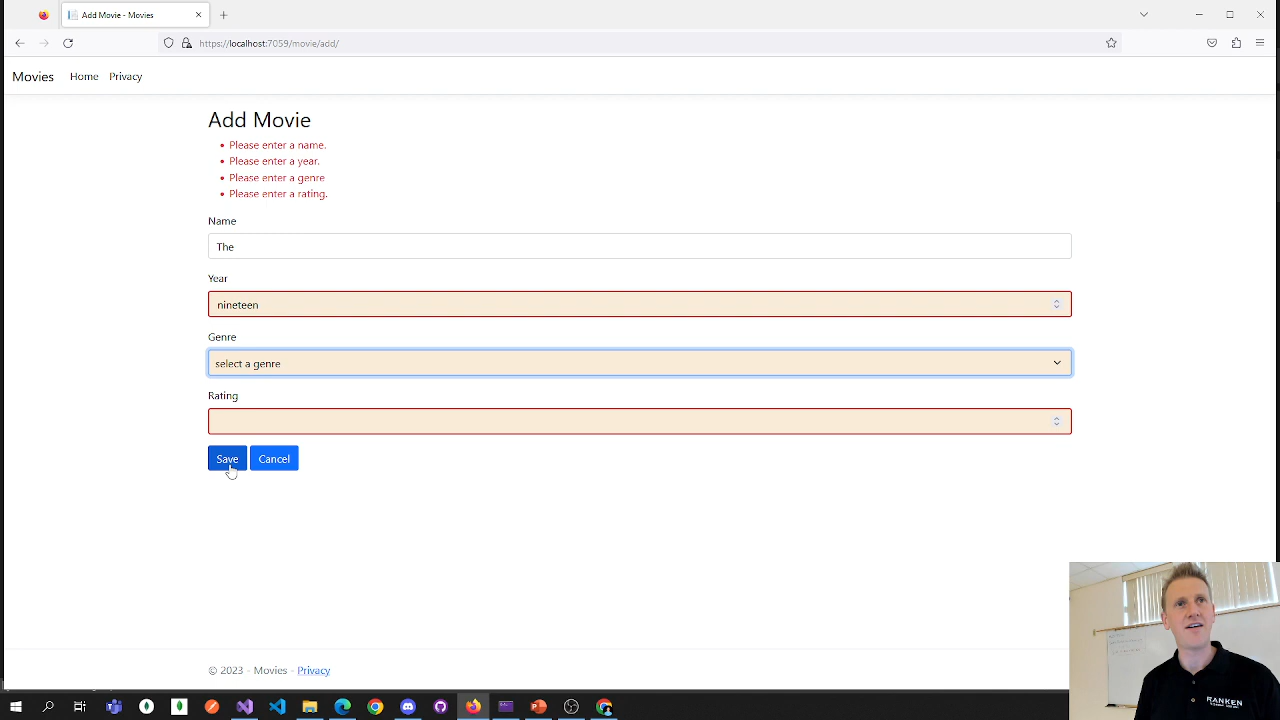 Add Movie - Movies
https://localhost:7059/movie/add/
Movies Home Privacy
Add Movie
Please enter a name.
Please enter a year.
Please enter a genre
Please enter a rating.
Name
The
Year
nineteen
Genre
select a genre
Rating
Save Cancel
© 2023 - Movies - Privacy
RANKEN